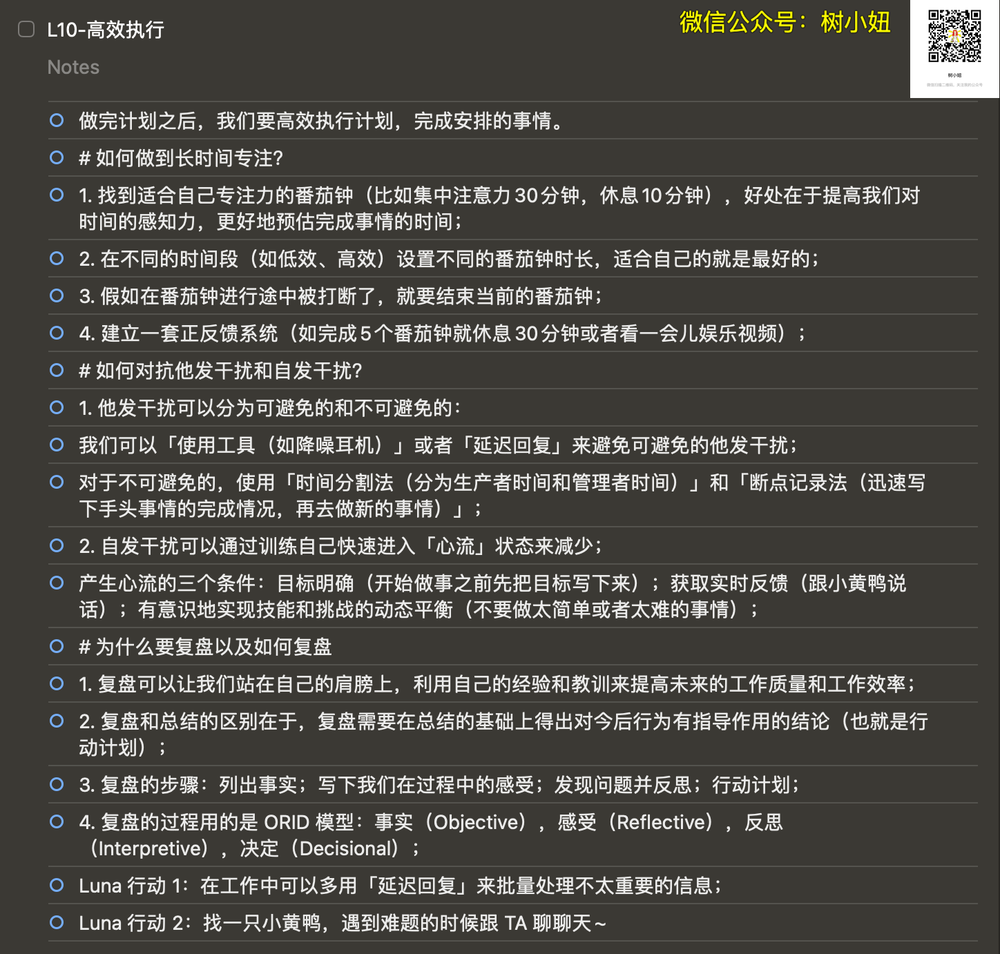 L10-高效执行
微信公众号：树小妞
树小妞
Notes
做完计划之后，我们要高效执行计划，完成安排的事情。
# 如何做到长时间专注？
1. 找到适合自己专注力的番茄钟（比如集中注意力 30 分钟，休息 10 分钟），好处在于提高我们对
时间的感知力，更好地预估完成事情的时间；
2. 在不同的时间段（如低效、高效）设置不同的番茄钟时长，适合自己的就是最好的；
3. 假如在番茄钟进行途中被打断了，就要结束当前的番茄钟；
4. 建立一套正反馈系统（如完成 5 个番茄钟就休息 30 分钟或者看一会儿娱乐视频）；
# 如何对抗他发干扰和自发干扰？
1. 他发干扰可以分为可避免的和不可避免的：
我们可以「使用工具（如降噪耳机）」或者「延迟回复」来避免可避免的他发干扰；
对于不可避免的，使用「时间分割法（分为生产者时间和管理者时间）」和「断点记录法（迅速写
下手头事情的完成情况，再去做新的事情）」；
2. 自发干扰可以通过训练自己快速进入「心流」状态来减少；
产生心流的三个条件：目标明确（开始做事之前先把目标写下来）；获取实时反馈（跟小黄鸭说
话）；有意识地实现技能和挑战的动态平衡（不要做太简单或者太难的事情）；
# 为什么要复盘以及如何复盘
1. 复盘可以让我们站在自己的肩膀上，利用自己的经验和教训来提高未来的工作质量和工作效率；
2. 复盘和总结的区别在于，复盘需要在总结的基础上得出对今后行为有指导作用的结论（也就是行
动计划）；
3. 复盘的步骤：列出事实；写下我们在过程中的感受；发现问题并反思；行动计划；
4. 复盘的过程用的是 ORID 模型：事实（Objective），感受（Reflective），反思
（Interpretive），决定（Decisional）；
Luna 行动 1：在工作中可以多用「延迟回复」来批量处理不太重要的信息；
Luna 行动 2：找一只小黄鸭，遇到难题的时候跟 TA 聊聊天~